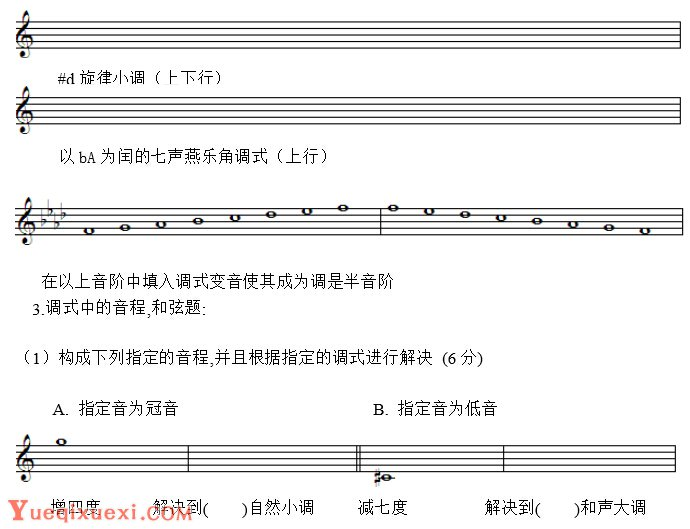 #d 旋律小调（上下行）
以 bA 为闰的七声燕乐角调式（上行）
在以上音阶中填入调式变音使其成为调是半音阶
3.调式中的音程,和弦题:
（1）构成下列指定的音程,并且根据指定的调式进行解决 (6分)
A. 指定音为冠音 B. 指定音为低音
增四度 解决到( )自然小调 减七度 解决到( )和声大调
Yueqixuexi.com